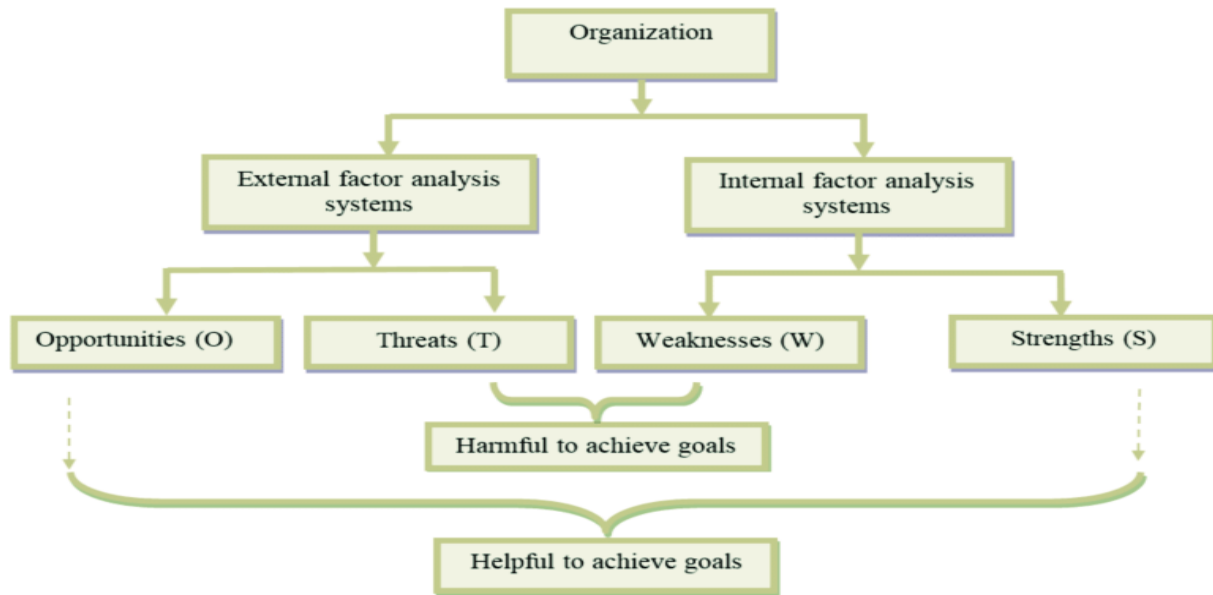 Organization
External factor analysis
systems
Internal factor analysis
systems
Opportunities (O)
Threats (T)
Weaknesses (W)
Strengths (S)
Harmful to achieve goals
Helpful to achieve goals